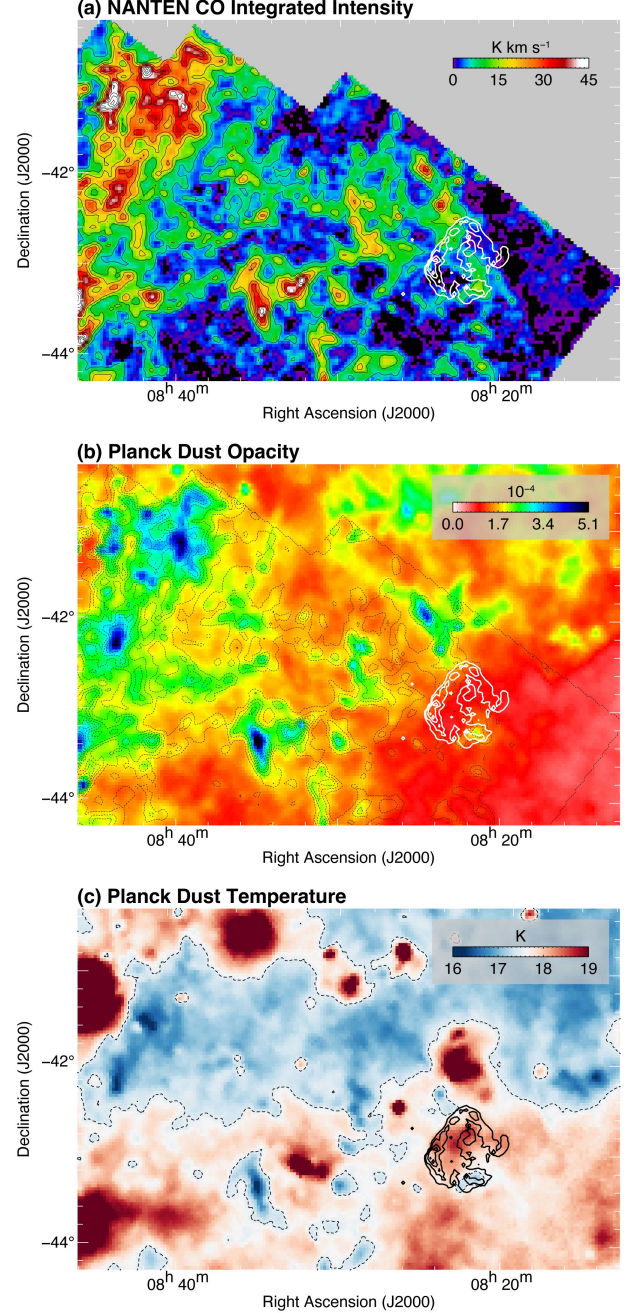 (a) NANTEN CO Integrated Intensity
K km s⁻¹
0 15 30 45
−42°
−44°
Declination (J2000)
08ʰ 40ᵐ 08ʰ 20ᵐ
Right Ascension (J2000)
(b) Planck Dust Opacity
10⁻⁴
0.0 1.7 3.4 5.1
−42°
−44°
Declination (J2000)
08ʰ 40ᵐ 08ʰ 20ᵐ
Right Ascension (J2000)
(c) Planck Dust Temperature
K
16 17 18 19
−42°
−44°
Declination (J2000)
08ʰ 40ᵐ 08ʰ 20ᵐ
Right Ascension (J2000)